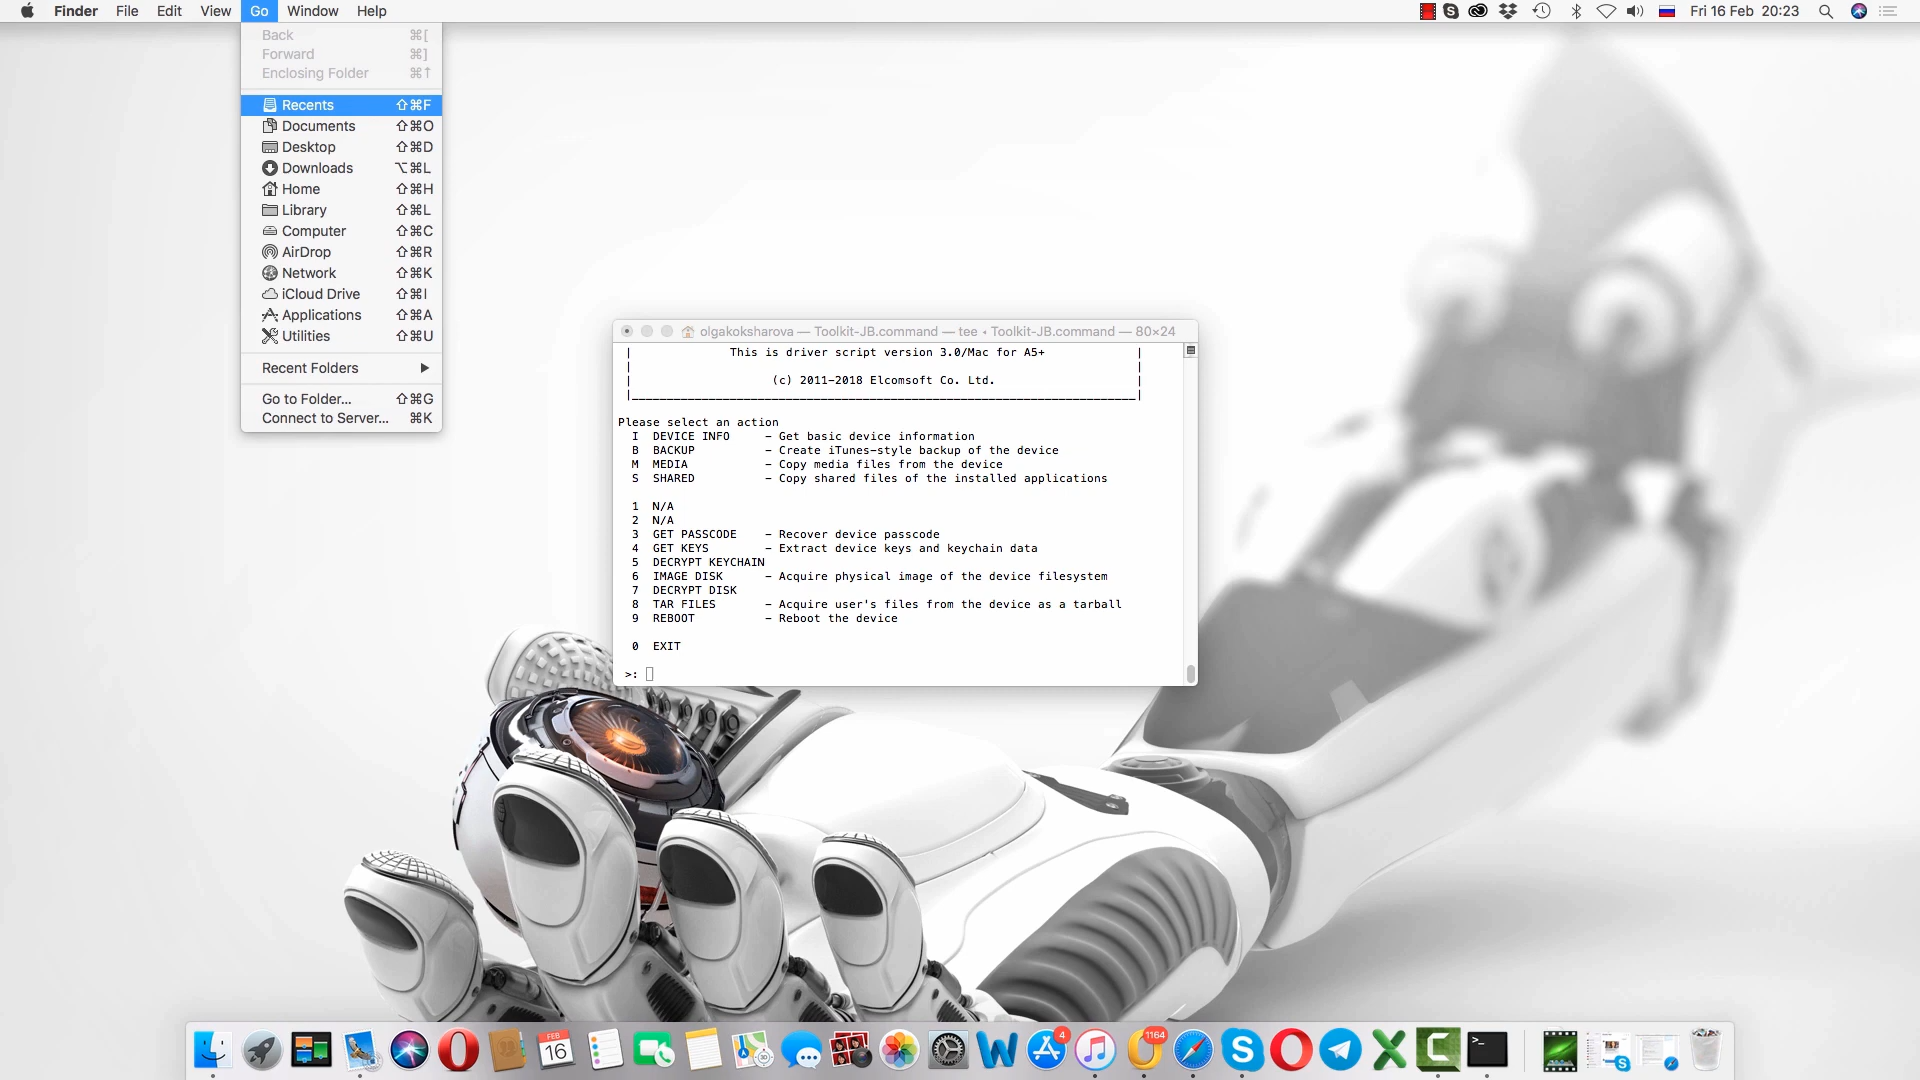 Finder File Edit View Go Window Help
Fri 16 Feb 20:23
Back ⌘[
Forward ⌘]
Enclosing Folder ⌘↑
Recents ⇧⌘F
Documents ⇧⌘O
Desktop ⇧⌘D
Downloads ⌥⌘L
Home ⇧⌘H
Library ⇧⌘L
Computer ⇧⌘C
AirDrop ⇧⌘R
Network ⇧⌘K
iCloud Drive ⇧⌘I
Applications ⇧⌘A
Utilities ⇧⌘U
Recent Folders ▶
Go to Folder... ⇧⌘G
Connect to Server... ⌘K
olgakoksharova — Toolkit-JB.command — tee ◂ Toolkit-JB.command — 80×24
This is driver script version 3.0/Mac for A5+
(c) 2011-2018 Elcomsoft Co. Ltd.
Please select an action
I DEVICE INFO – Get basic device information
B BACKUP – Create iTunes-style backup of the device
M MEDIA – Copy media files from the device
S SHARED – Copy shared files of the installed applications
1 N/A
2 N/A
3 GET PASSCODE – Recover device passcode
4 GET KEYS – Extract device keys and keychain data
5 DECRYPT KEYCHAIN
6 IMAGE DISK – Acquire physical image of the device filesystem
7 DECRYPT DISK
8 TAR FILES – Acquire user's files from the device as a tarball
9 REBOOT – Reboot the device
0 EXIT
>:
FEB
16
3D
4
1164
>_